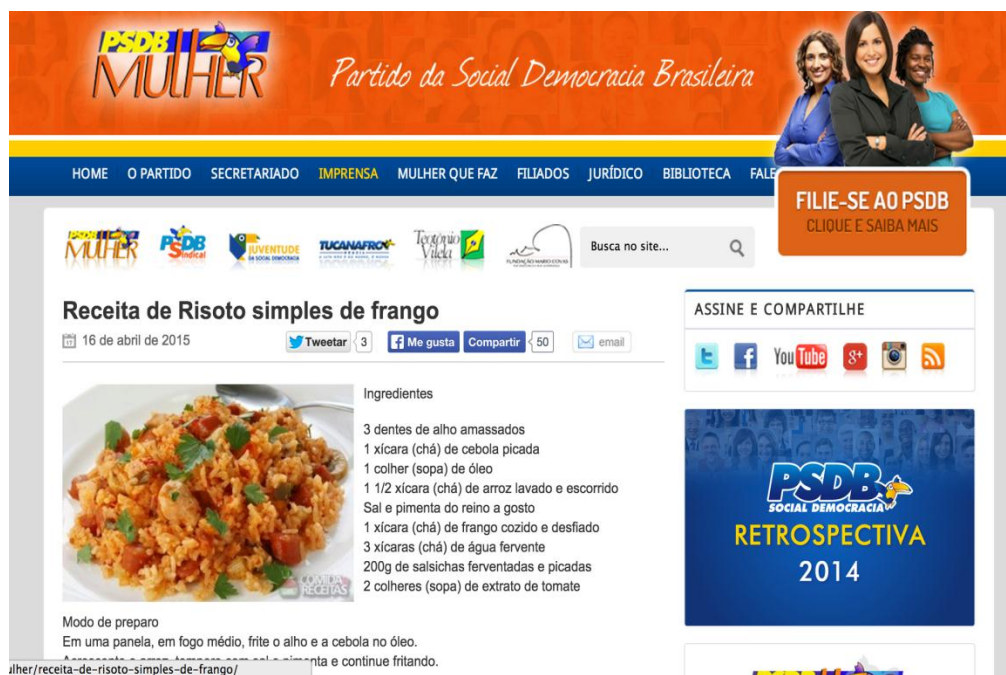 PSDB
MULHER
Partido da Social Democracia Brasileira
HOME O PARTIDO SECRETARIADO IMPRENSA MULHER QUE FAZ FILIADOS JURÍDICO BIBLIOTECA FALE
FILIE-SE AO PSDB
CLIQUE E SAIBA MAIS
PSDB MULHER
PSDB Sindical
JUVENTUDE
DA SOCIAL DEMOCRACIA
TUCANAFRO
Teotônio Vilela
FUNDAÇÃO MARIO COVAS
Busca no site...
Receita de Risoto simples de frango
16 de abril de 2015
Tweetar 3
Me gusta Compartir 50
email
Ingredientes
3 dentes de alho amassados
1 xícara (chá) de cebola picada
1 colher (sopa) de óleo
1 1/2 xícara (chá) de arroz lavado e escorrido
Sal e pimenta do reino a gosto
1 xícara (chá) de frango cozido e desfiado
3 xícaras (chá) de água fervente
200g de salsichas ferventadas e picadas
2 colheres (sopa) de extrato de tomate
COMIDA
RECEITAS
Modo de preparo
Em uma panela, em fogo médio, frite o alho e a cebola no óleo.
e continue fritando.
ulher/receita-de-risoto-simples-de-frango/
ASSINE E COMPARTILHE
YouTube
PSDB
SOCIAL DEMOCRACIA
RETROSPECTIVA
2014